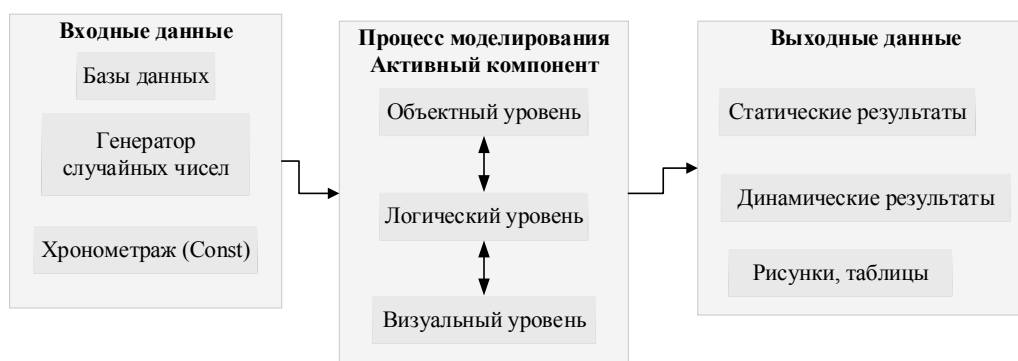 Входные данные
Базы данных
Генератор
случайных чисел
Хронометраж (Const)
Процесс моделирования
Активный компонент
Объектный уровень
Логический уровень
Визуальный уровень
Выходные данные
Статические результаты
Динамические результаты
Рисунки, таблицы